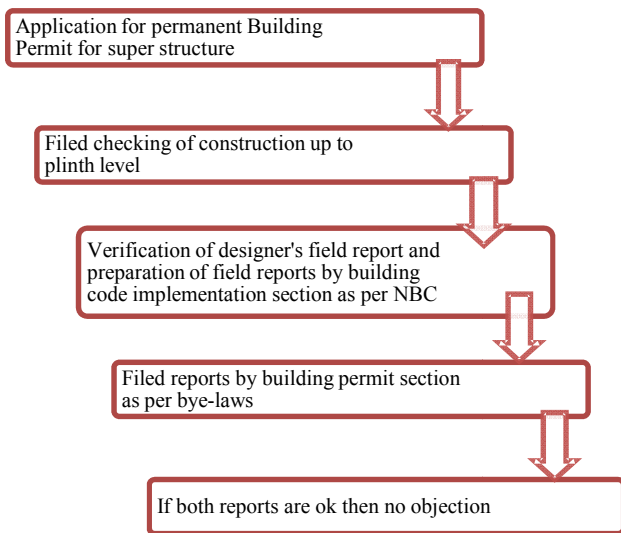 Application for permanent Building
Permit for super structure
Filed checking of construction up to
plinth level
Verification of designer's field report and
preparation of field reports by building
code implementation section as per NBC
Filed reports by building permit section
as per bye-laws
If both reports are ok then no objection